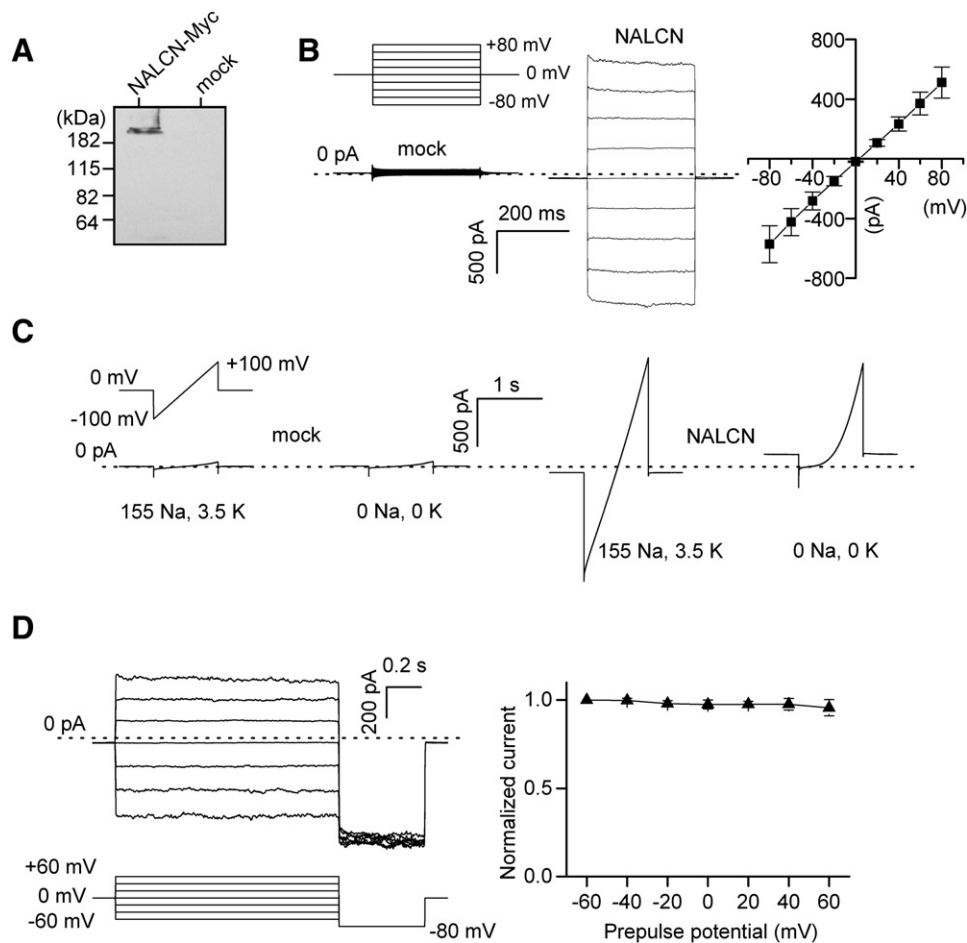 A
NALCN-Myc
mock
(kDa)
182
115
82
64
B
+80 mV
0 mV
-80 mV
0 pA
mock
NALCN
200 ms
500 pA
800
400
-80
-40
40
80
(mV)
(pA)
-400
-800
C
0 mV
+100 mV
-100 mV
0 pA
mock
155 Na, 3.5 K
0 Na, 0 K
1 s
500 pA
NALCN
155 Na, 3.5 K
0 Na, 0 K
D
0 pA
0.2 s
200 pA
+60 mV
0 mV
-60 mV
-80 mV
Normalized current
1.0
0.5
0.0
-60 -40 -20 0 20 40 60
Prepulse potential (mV)